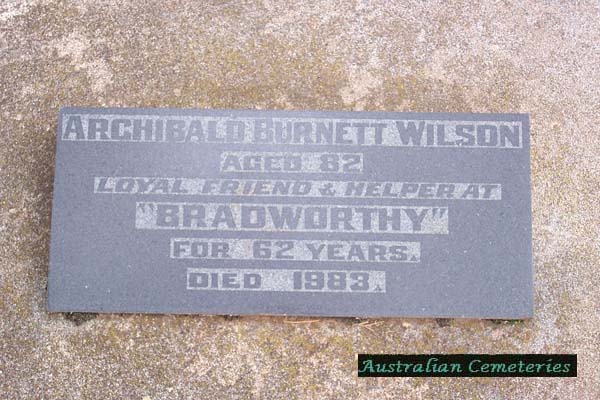 ARCHIBALD BURNETT WILSON
AGED 82
LOYAL FRIEND & HELPER AT
"BRADWORTHY"
FOR 62 YEARS.
DIED 1983.
Australian Cemeteries